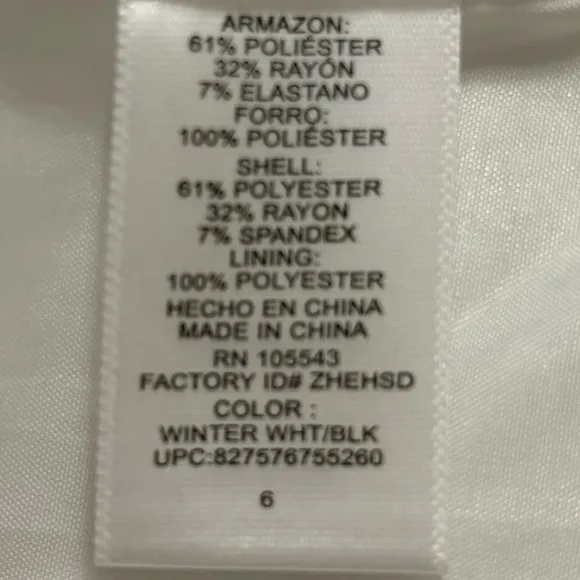 ARMAZON:
61% POLIÉSTER
32% RAYÓN
7% ELASTANO
FORRO:
100% POLIÉSTER
SHELL:
61% POLYESTER
32% RAYON
7% SPANDEX
LINING:
100% POLYESTER
HECHO EN CHINA
MADE IN CHINA
RN 105543
FACTORY ID# ZHEHSD
COLOR :
WINTER WHT/BLK
UPC:827576755260
6